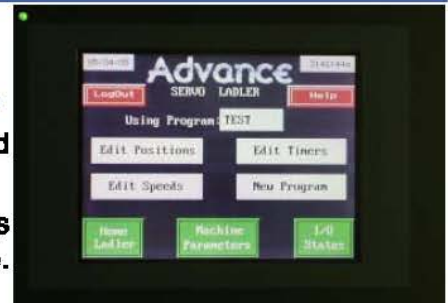 Advance
SERVO LADLER
LogOut
Help
Using Program: TEST
Edit Positions
Edit Timers
Edit Speeds
New Program
Home Ladler
Machine Parameters
I/O States
d
s
.